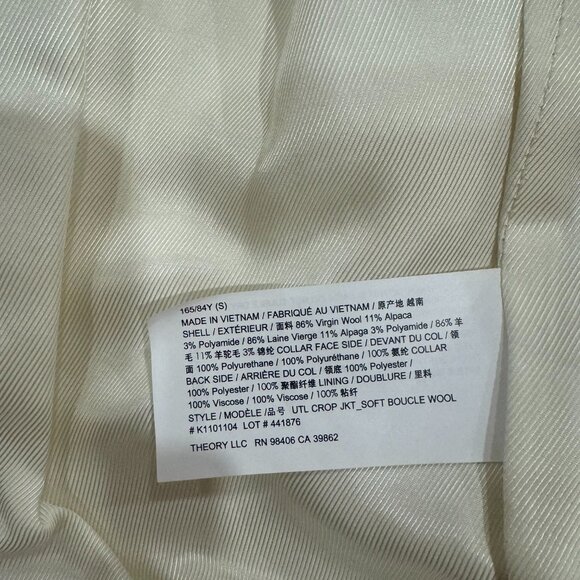 165/84Y (S)
MADE IN VIETNAM / FABRIQUÉ AU VIETNAM / 原产地 越南
SHELL / EXTÉRIEUR / 面料 86% Virgin Wool 11% Alpaca
3% Polyamide / 86% Laine Vierge 11% Alpaga 3% Polyamide / 86% 羊
毛 11% 羊驼毛 3% 锦纶 COLLAR FACE SIDE / DEVANT DU COL / 领
面 100% Polyurethane / 100% Polyuréthane / 100% 氨纶 COLLAR
BACK SIDE / ARRIÈRE DU COL / 领底 100% Polyester /
100% Polyester / 100% 聚酯纤维 LINING / DOUBLURE / 里料
100% Viscose / 100% Viscose / 100% 粘纤
STYLE / MODÈLE /品号 UTL CROP JKT_SOFT BOUCLE WOOL
# K1101104 LOT # 441876
THEORY LLC RN 98406 CA 39862